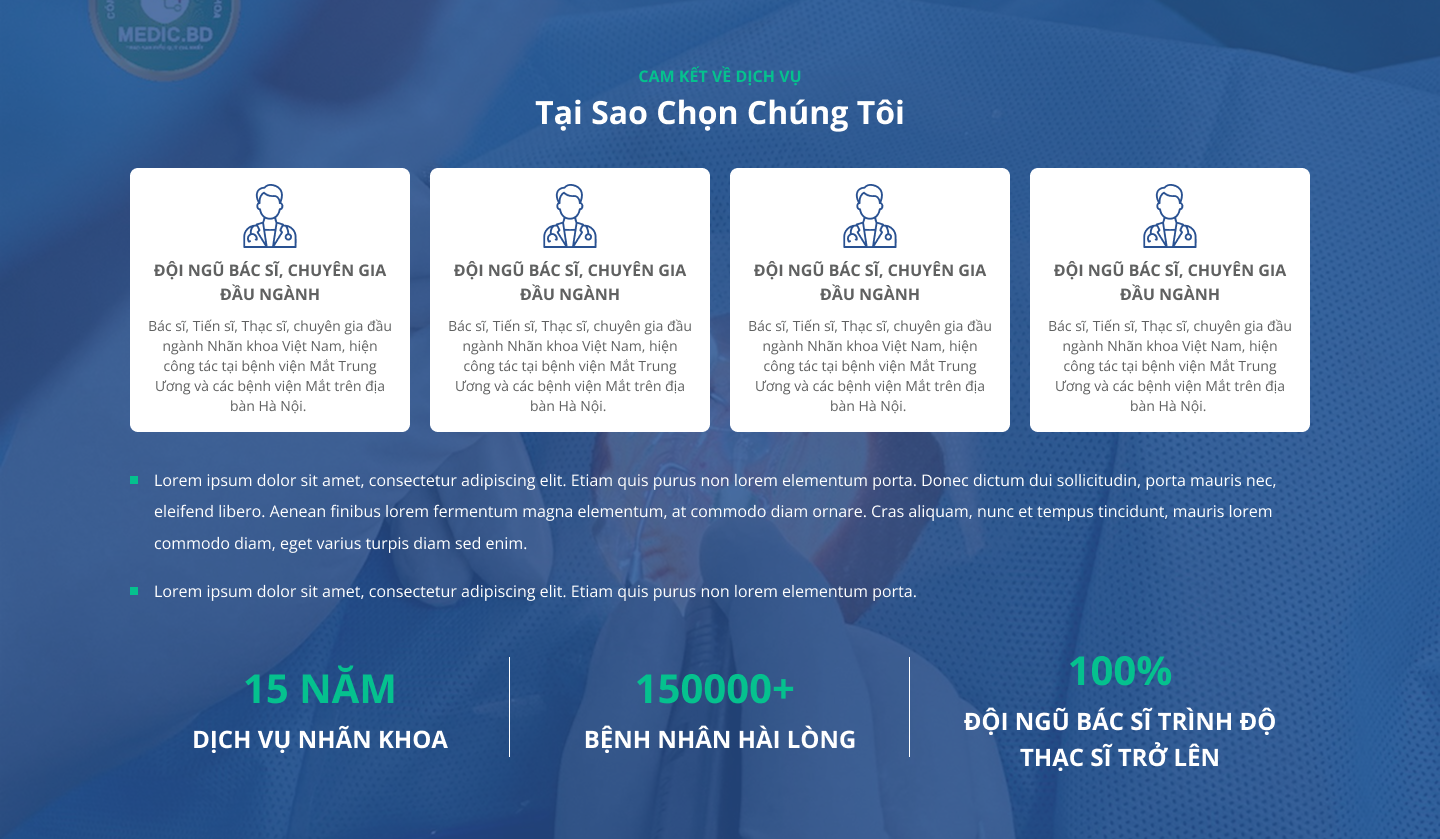 MEDIC.BD
CAM KẾT VỀ DỊCH VỤ
Tại Sao Chọn Chúng Tôi
ĐỘI NGŨ BÁC SĨ, CHUYÊN GIA
ĐẦU NGÀNH
Bác sĩ, Tiến sĩ, Thạc sĩ, chuyên gia đầu
ngành Nhãn khoa Việt Nam, hiện
công tác tại bệnh viện Mắt Trung
Ương và các bệnh viện Mắt trên địa
bàn Hà Nội.
ĐỘI NGŨ BÁC SĨ, CHUYÊN GIA
ĐẦU NGÀNH
Bác sĩ, Tiến sĩ, Thạc sĩ, chuyên gia đầu
ngành Nhãn khoa Việt Nam, hiện
công tác tại bệnh viện Mắt Trung
Ương và các bệnh viện Mắt trên địa
bàn Hà Nội.
ĐỘI NGŨ BÁC SĨ, CHUYÊN GIA
ĐẦU NGÀNH
Bác sĩ, Tiến sĩ, Thạc sĩ, chuyên gia đầu
ngành Nhãn khoa Việt Nam, hiện
công tác tại bệnh viện Mắt Trung
Ương và các bệnh viện Mắt trên địa
bàn Hà Nội.
ĐỘI NGŨ BÁC SĨ, CHUYÊN GIA
ĐẦU NGÀNH
Bác sĩ, Tiến sĩ, Thạc sĩ, chuyên gia đầu
ngành Nhãn khoa Việt Nam, hiện
công tác tại bệnh viện Mắt Trung
Ương và các bệnh viện Mắt trên địa
bàn Hà Nội.
Lorem ipsum dolor sit amet, consectetur adipiscing elit. Etiam quis purus non lorem elementum porta. Donec dictum dui sollicitudin, porta mauris nec,
eleifend libero. Aenean finibus lorem fermentum magna elementum, at commodo diam ornare. Cras aliquam, nunc et tempus tincidunt, mauris lorem
commodo diam, eget varius turpis diam sed enim.
Lorem ipsum dolor sit amet, consectetur adipiscing elit. Etiam quis purus non lorem elementum porta.
15 NĂM
DỊCH VỤ NHÃN KHOA
150000+
BỆNH NHÂN HÀI LÒNG
100%
ĐỘI NGŨ BÁC SĨ TRÌNH ĐỘ
THẠC SĨ TRỞ LÊN